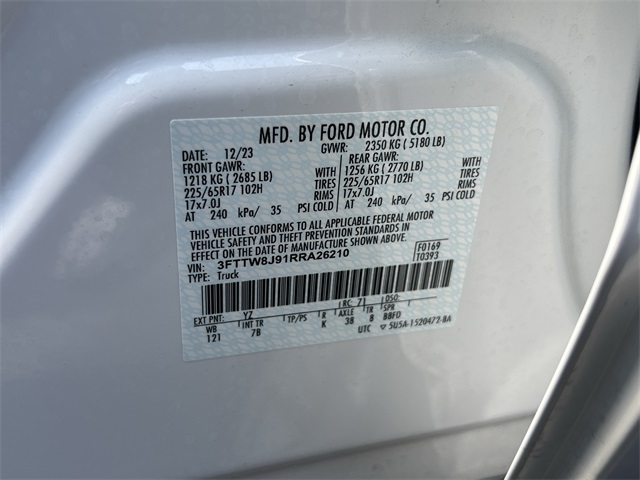 MFD. BY FORD MOTOR CO.
DATE: 12/23 GVWR: 2350 KG ( 5180 LB)
FRONT GAWR: REAR GAWR:
1218 KG ( 2685 LB) WITH 1256 KG ( 2770 LB) WITH
225/65R17 102H TIRES 225/65R17 102H TIRES
17x7.0J RIMS 17x7.0J RIMS
AT 240 kPa/ 35 PSI COLD AT 240 kPa/ 35 PSI COLD
THIS VEHICLE CONFORMS TO ALL APPLICABLE FEDERAL MOTOR
VEHICLE SAFETY AND THEFT PREVENTION STANDARDS IN
EFFECT ON THE DATE OF MANUFACTURE SHOWN ABOVE.
VIN: 3FTTW8J91RRA26210 F0169
TYPE: Truck T0393
EXT PNT: YZ RC: 71 DSO:
WB INT TR TP/PS R AXLE TR SPR
121 7B K 38 8 BBFO
UTC ▽ 5U5A-1520472-BA